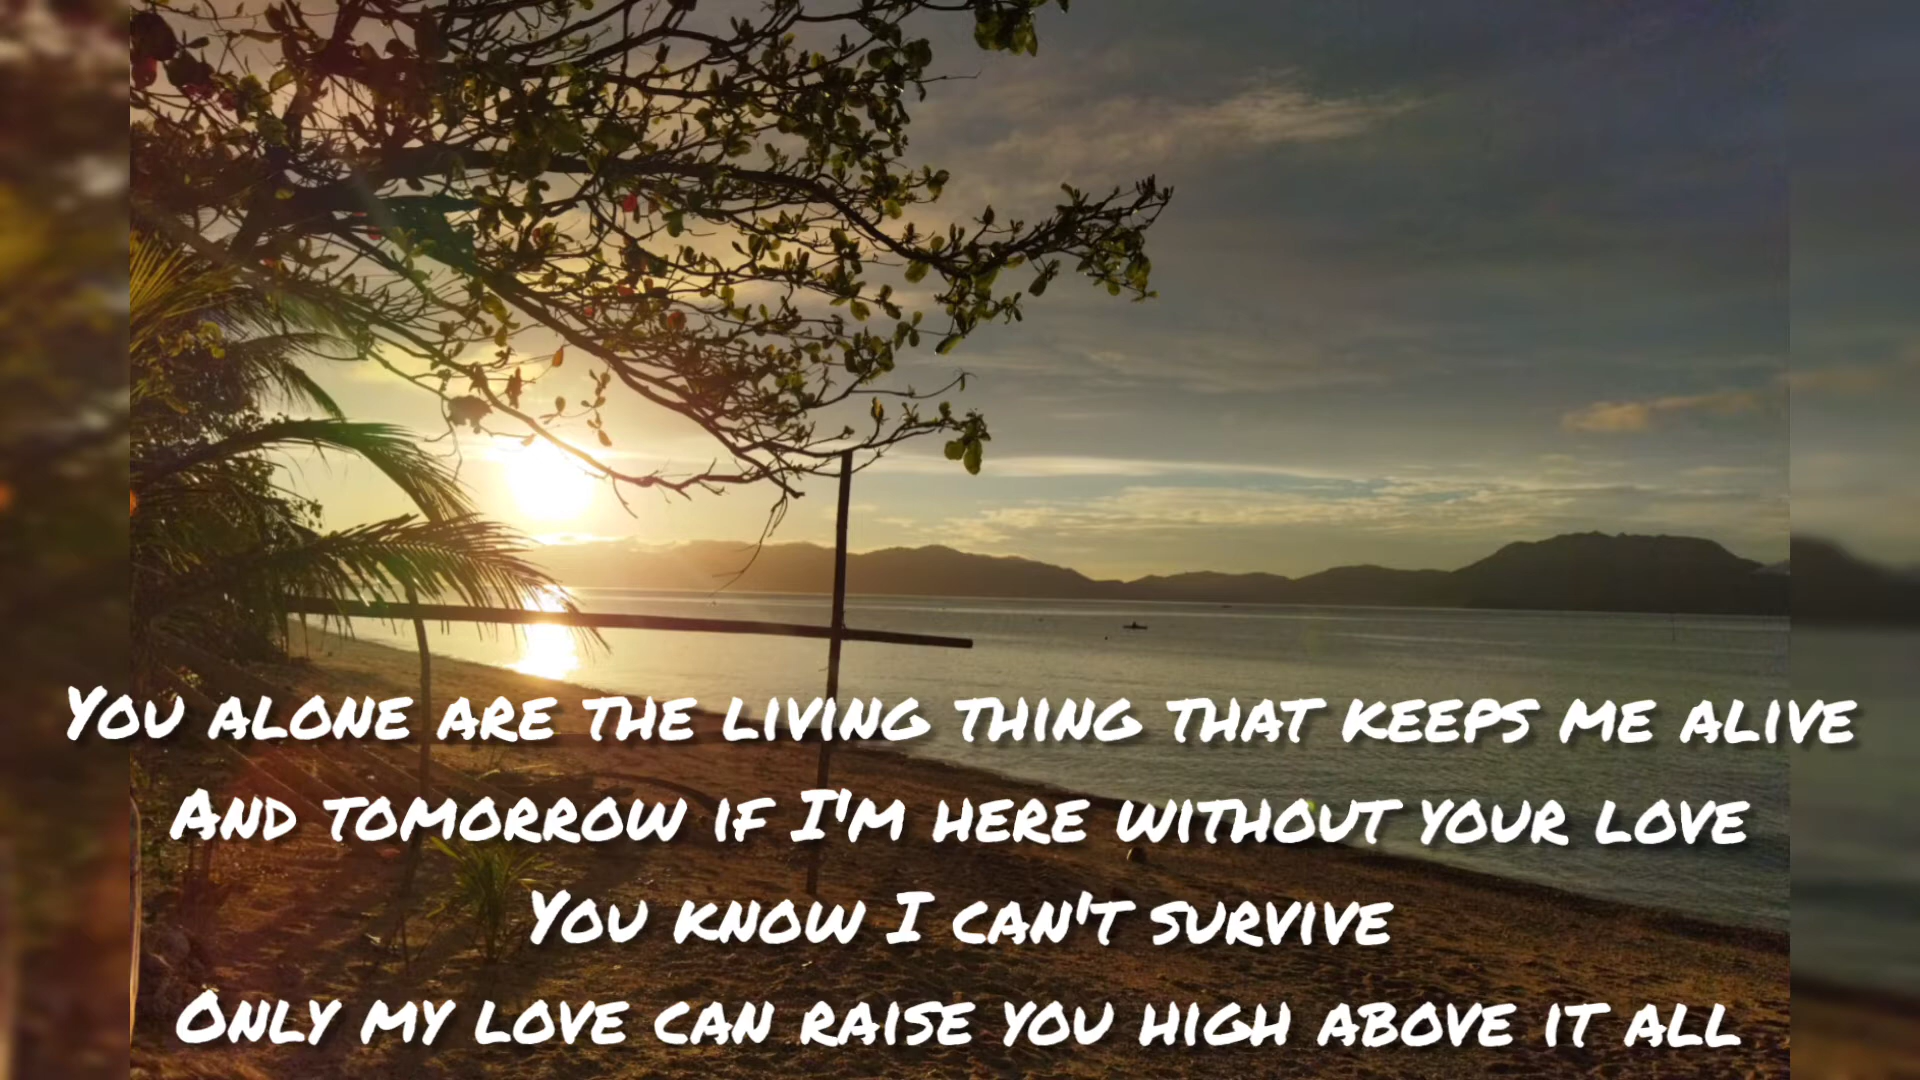 You alone are the living thing that keeps me alive
And tomorrow if I'm here without your love
You know I can't survive
Only my love can raise you high above it all